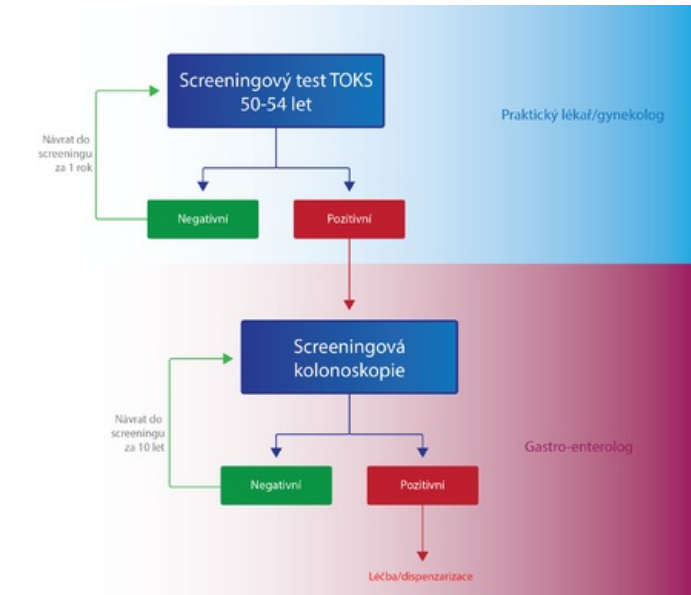 Screeningový test TOKS
50-54 let
Praktický lékař/gynekolog
Návrat do
screeningu
za 1 rok
Negativní
Pozitivní
Screeningová
kolonoskopie
Návrat do
screeningu
za 10 let
Gastro-enterolog
Negativní
Pozitivní
Léčba/dispenzarizace